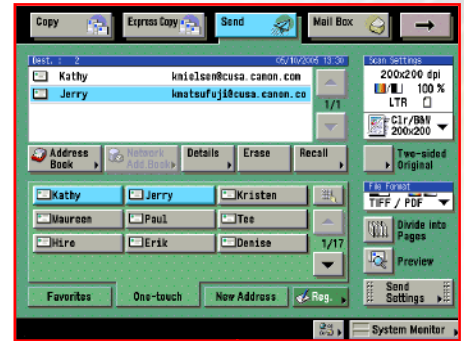 Copy Express Copy Send Mail Box
Dest. : 2 05/10/2006 13:30 Scan Settings
Kathy knielsen@cusa.canon.com 200x200 dpi
Jerry kmatsufuji@cusa.canon.co 100 %
LTR
1/1
Clr/B&W
200x200
Address Book Network Add Book Details Erase Recall Two-sided Original
Kathy Jerry Kristen File Format
TIFF / PDF
Maureen Paul Tee Divide into Pages
Hiro Erik Denise 1/17
Preview
Favorites One-touch New Address Reg. Send Settings
System Monitor